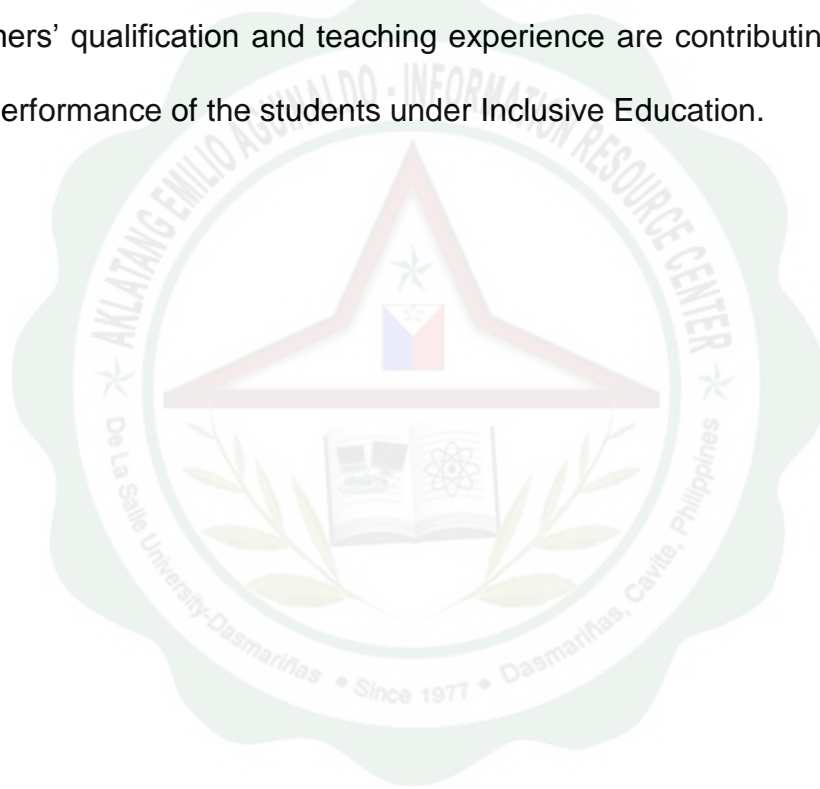 ners’ qualification and teaching experience are contributin
erformance of the students under Inclusive Education.
AKLATANG EMILIO AGUINALDO - INFORMATION RESOURCE CENTER
De La Salle University-Dasmariñas • Since 1977 • Dasmariñas, Cavite, Philippines